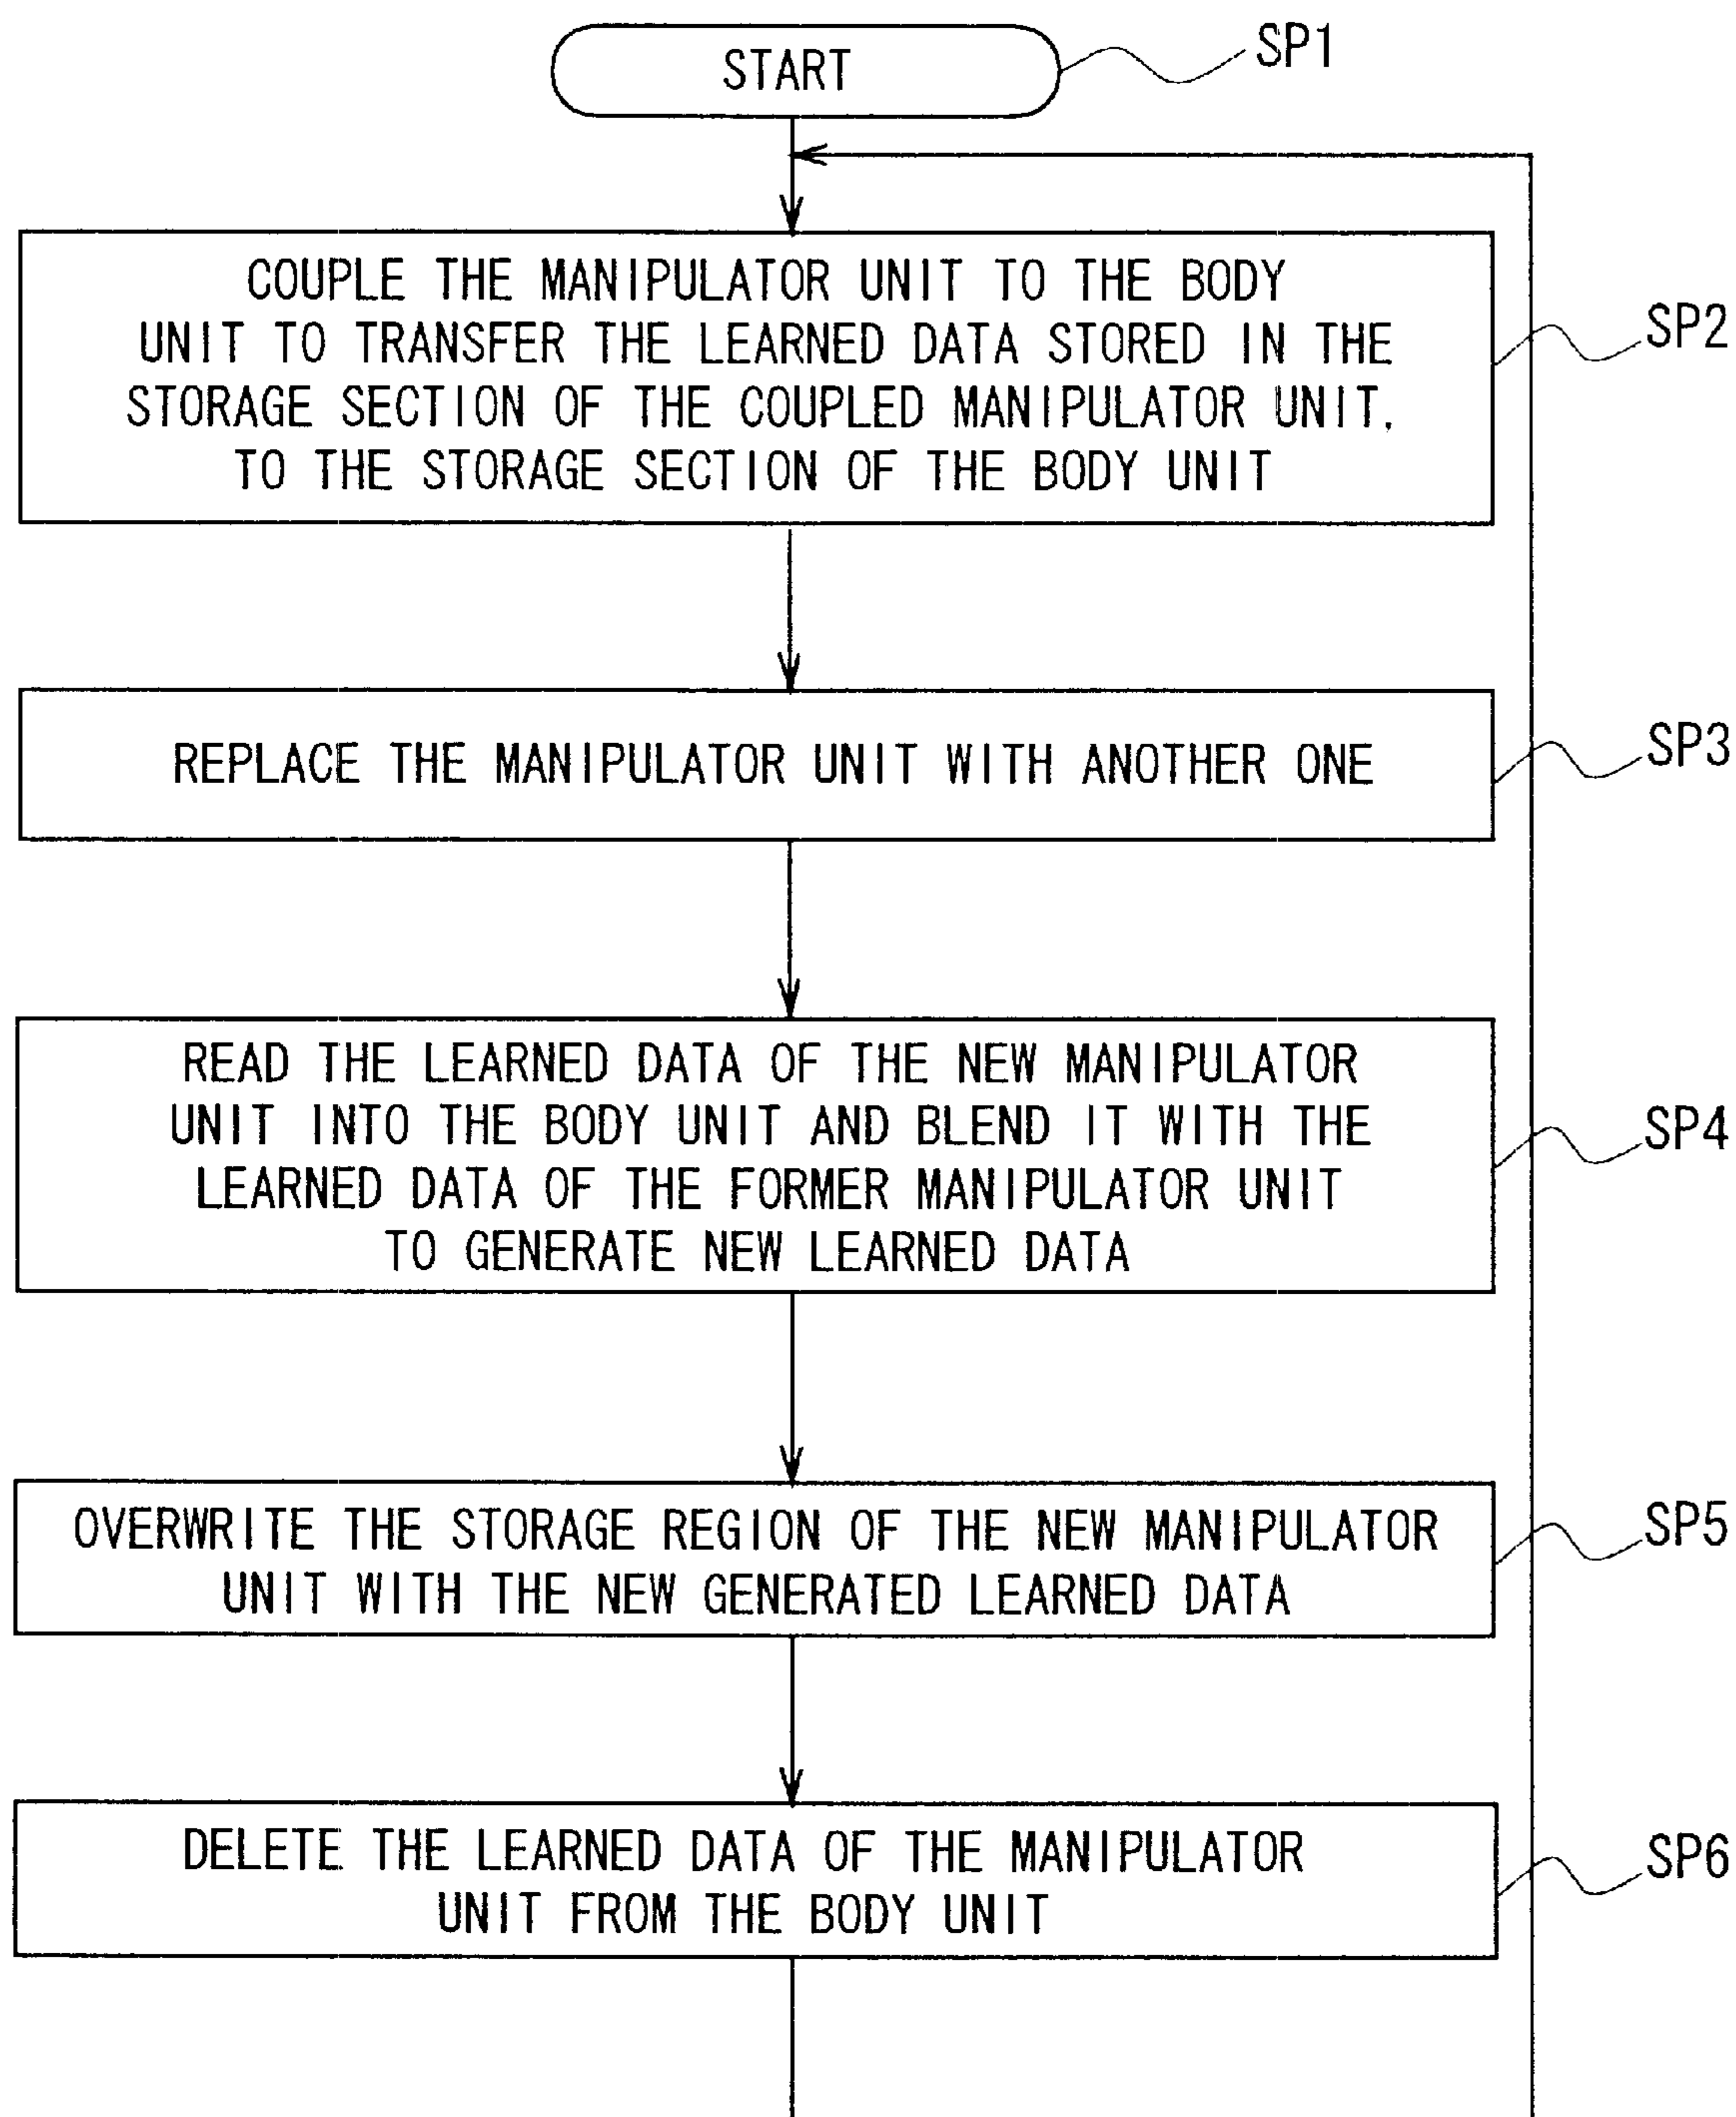 START
SP1
COUPLE THE MANIPULATOR UNIT TO THE BODY
UNIT TO TRANSFER THE LEARNED DATA STORED IN THE
STORAGE SECTION OF THE COUPLED MANIPULATOR UNIT,
TO THE STORAGE SECTION OF THE BODY UNIT
SP2
REPLACE THE MANIPULATOR UNIT WITH ANOTHER ONE
SP3
READ THE LEARNED DATA OF THE NEW MANIPULATOR
UNIT INTO THE BODY UNIT AND BLEND IT WITH THE
LEARNED DATA OF THE FORMER MANIPULATOR UNIT
TO GENERATE NEW LEARNED DATA
SP4
OVERWRITE THE STORAGE REGION OF THE NEW MANIPULATOR
UNIT WITH THE NEW GENERATED LEARNED DATA
SP5
DELETE THE LEARNED DATA OF THE MANIPULATOR
UNIT FROM THE BODY UNIT
SP6